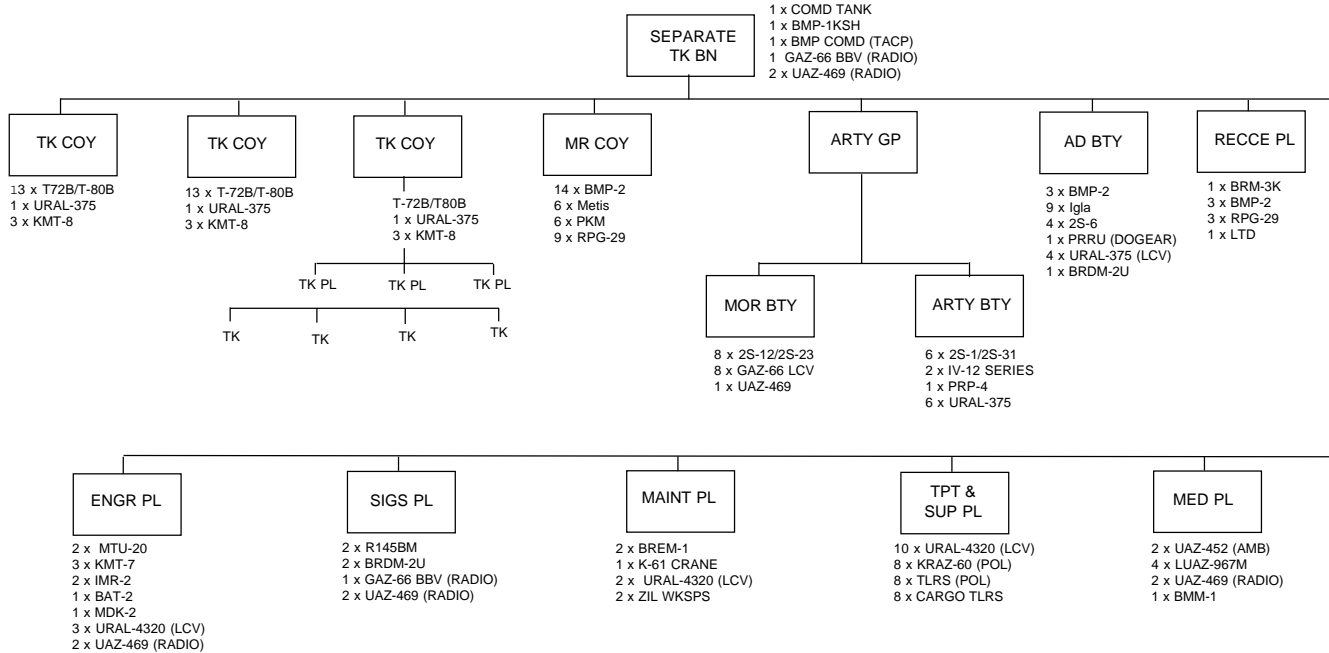 1 x COMD TANK
1 x BMP-1KSH
1 x BMP COMD (TACP)
1 GAZ-66 BBV (RADIO)
2 x UAZ-469 (RADIO)
SEPARATE
TK BN
TK COY
13 x T72B/T-80B
1 x URAL-375
3 x KMT-8
TK COY
13 x T-72B/T-80B
1 x URAL-375
3 x KMT-8
TK COY
T-72B/T80B
1 x URAL-375
3 x KMT-8
TK PL
TK PL
TK PL
TK
TK
TK
TK
MR COY
14 x BMP-2
6 x Metis
6 x PKM
9 x RPG-29
ARTY GP
MOR BTY
8 x 2S-12/2S-23
8 x GAZ-66 LCV
1 x UAZ-469
ARTY BTY
6 x 2S-1/2S-31
2 x IV-12 SERIES
1 x PRP-4
6 x URAL-375
AD BTY
3 x BMP-2
9 x Igla
4 x 2S-6
1 x PRRU (DOGEAR)
4 x URAL-375 (LCV)
1 x BRDM-2U
RECCE PL
1 x BRM-3K
3 x BMP-2
3 x RPG-29
1 x LTD
ENGR PL
2 x MTU-20
3 x KMT-7
2 x IMR-2
1 x BAT-2
1 x MDK-2
3 x URAL-4320 (LCV)
2 x UAZ-469 (RADIO)
SIGS PL
2 x R145BM
2 x BRDM-2U
1 x GAZ-66 BBV (RADIO)
2 x UAZ-469 (RADIO)
MAINT PL
2 x BREM-1
1 x K-61 CRANE
2 x URAL-4320 (LCV)
2 x ZIL WKSPS
TPT &
SUP PL
10 x URAL-4320 (LCV)
8 x KRAZ-60 (POL)
8 x TLRS (POL)
8 x CARGO TLRS
MED PL
2 x UAZ-452 (AMB)
4 x LUAZ-967M
2 x UAZ-469 (RADIO)
1 x BMM-1